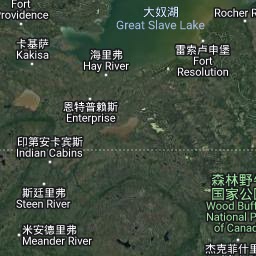 Fort
Providence
大奴湖
Great Slave Lake
Rocher R
卡基萨
Kakisa
海里弗
Hay River
雷索卢申堡
Fort
Resolution
恩特普賴斯
Enterprise
印第安卡宾斯
Indian Cabins
森林野牛
国家公园
Wood Buff
National P
of Canad
斯廷里弗
Steen River
米安德里弗
Meander River
杰克菲什里